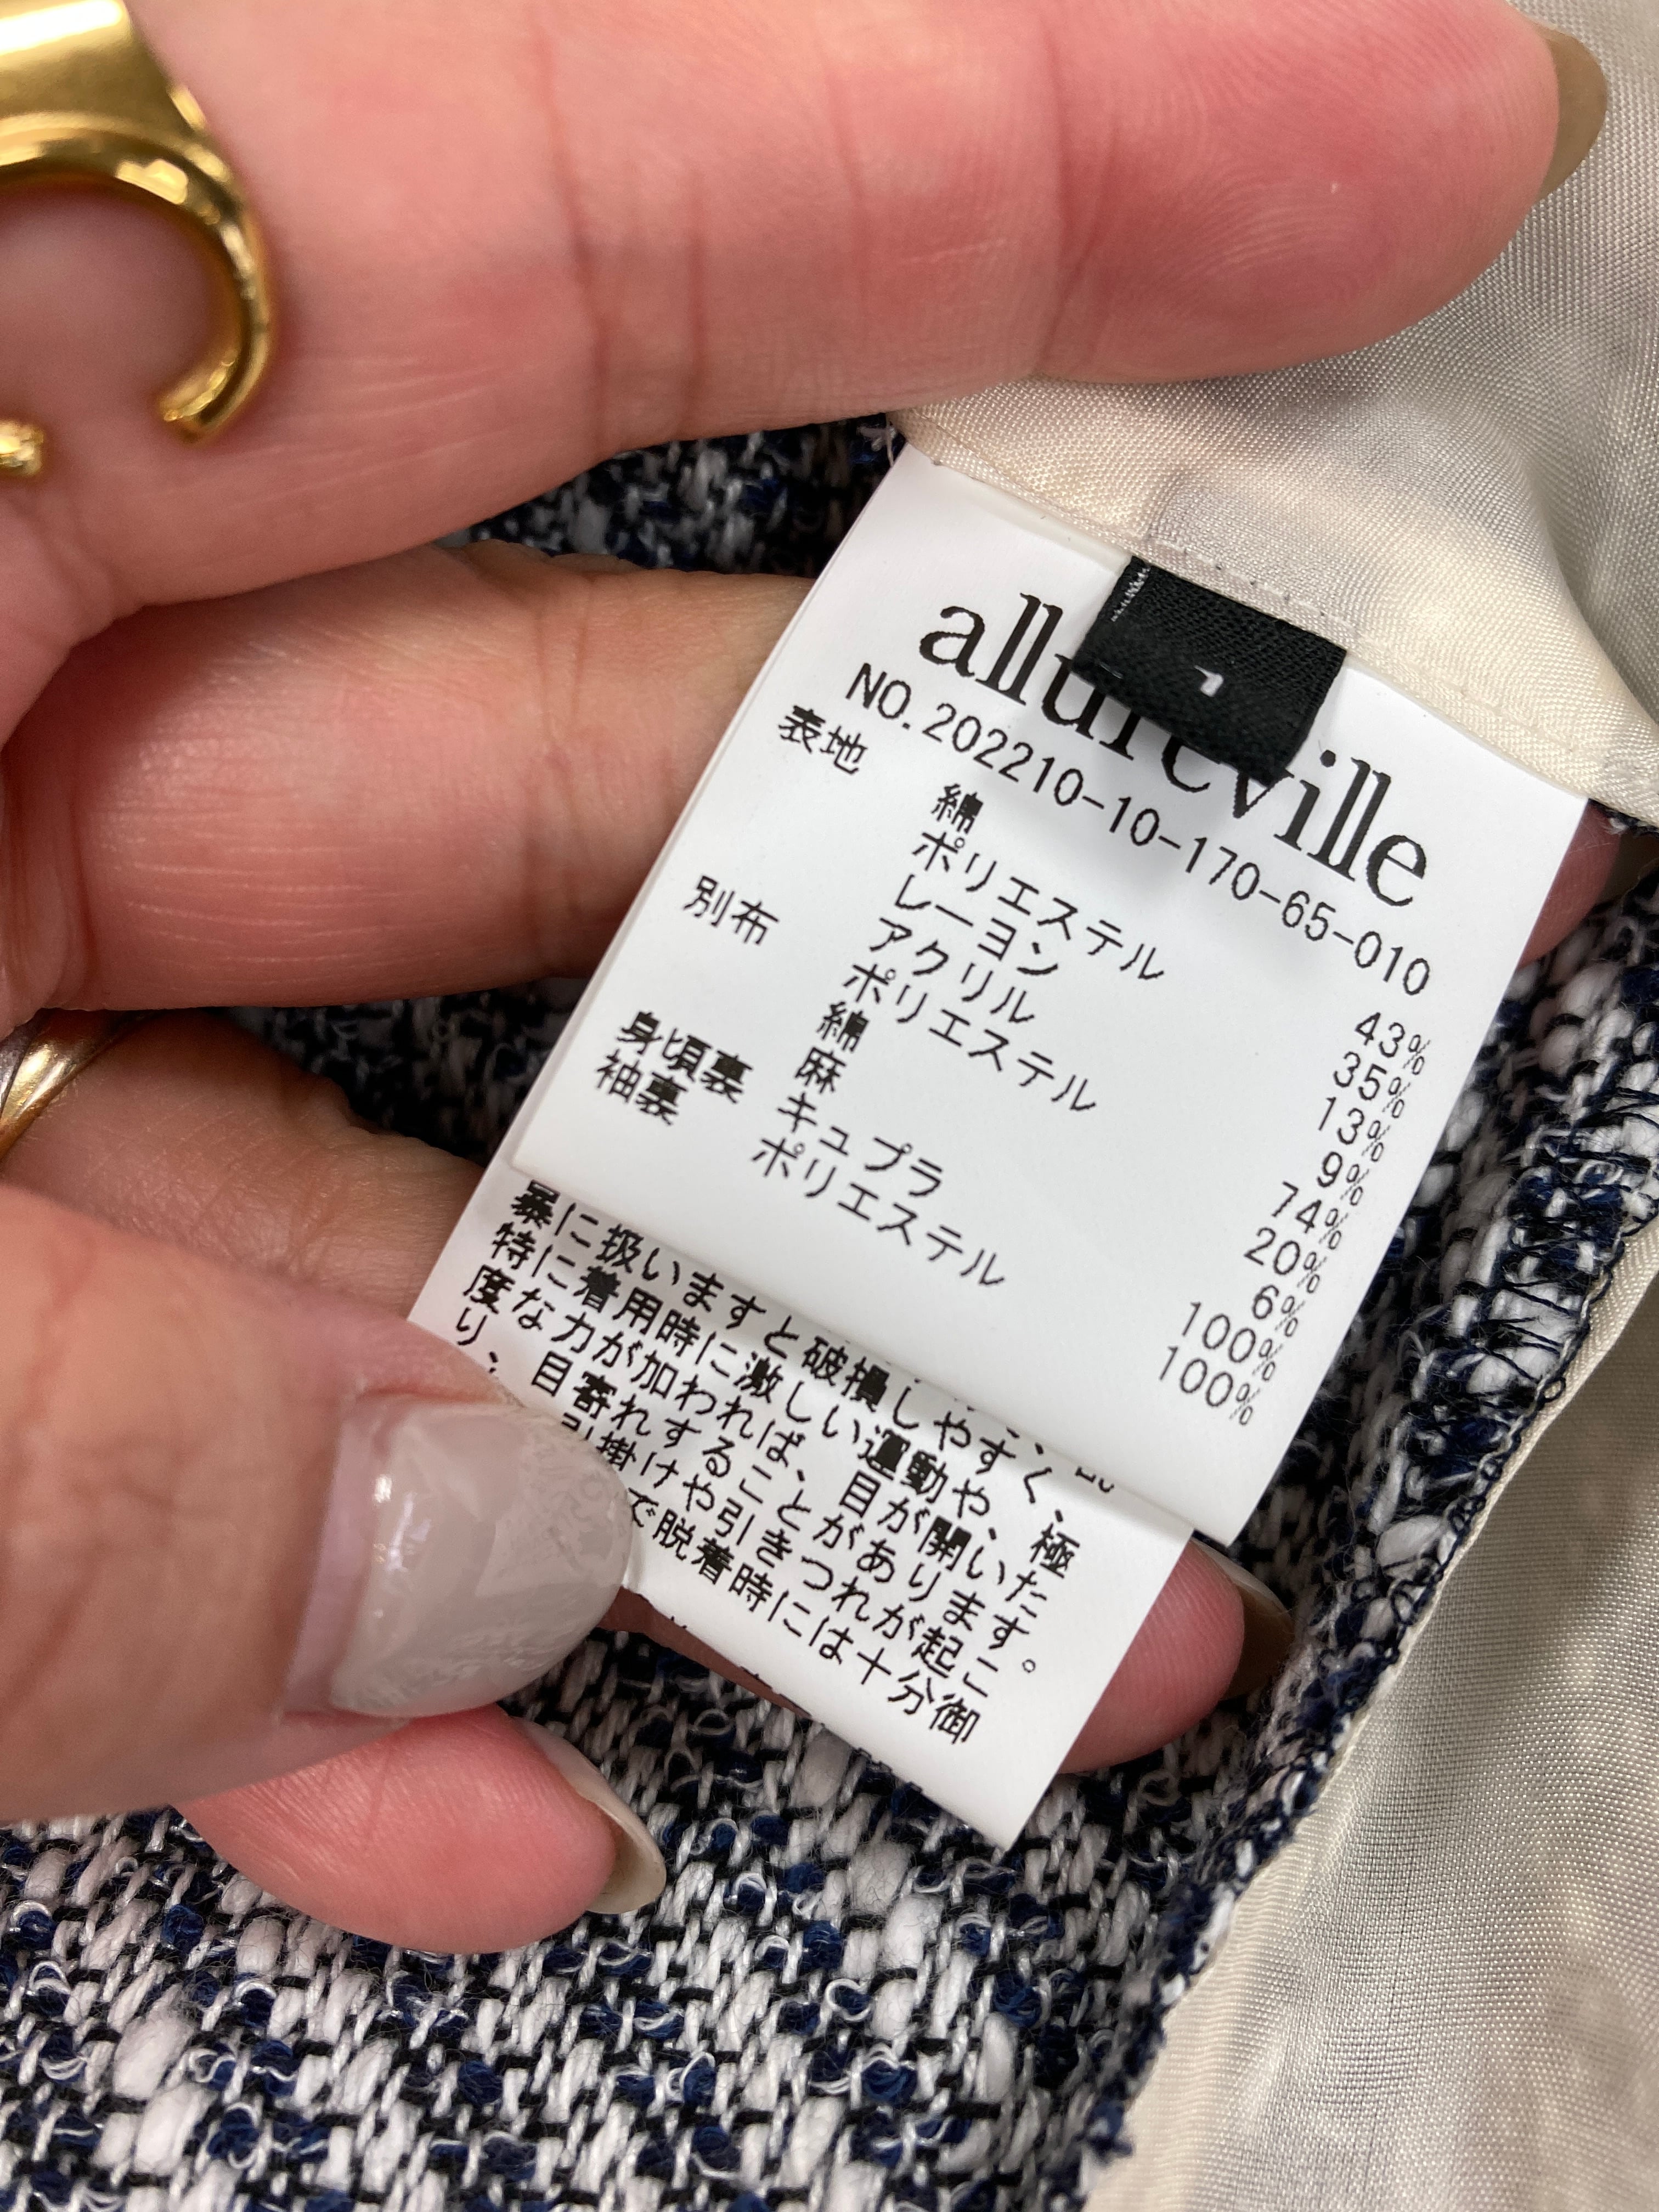 1
allureville
NO.202210-10-170-65-010
表地 綿 43%
ポリエステル 35%
レーヨン 13%
アクリル 9%
別布 ポリエステル 74%
綿 20%
麻 6%
身頃裏 キュプラ 100%
袖裏 ポリエステル 100%
暴に扱いますと破損しやすく、
特に着用時に激しい運動や、極
度な力が加われば、目が開いた
り、目寄れすることがあります。
引掛けや引きつれが起こ
で脱着時には十分御